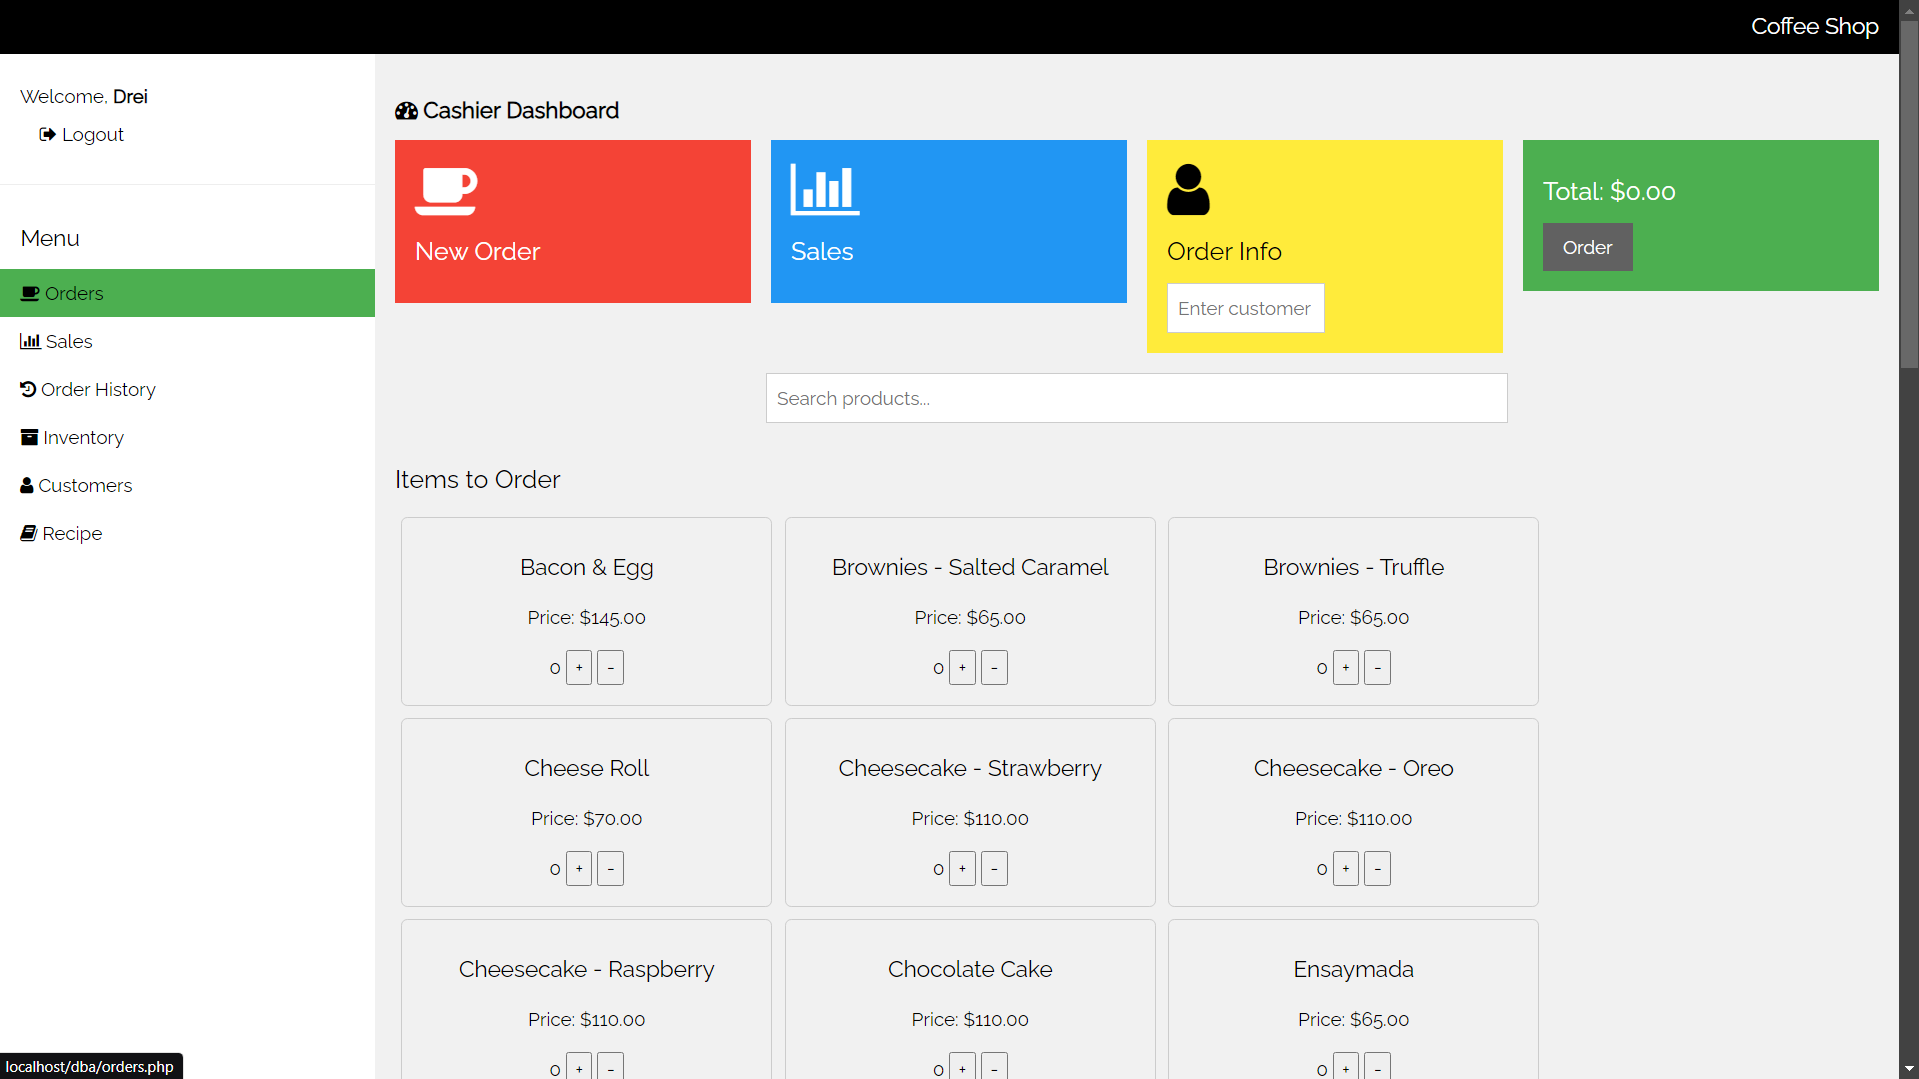 Coffee Shop
Welcome, Drei
Logout
Menu
Orders
Sales
Order History
Inventory
Customers
Recipe
Cashier Dashboard
New Order
Sales
Order Info
Enter customer
Total: $0.00
Order
Search products...
Items to Order
Bacon & Egg
Price: $145.00
0 + -
Brownies - Salted Caramel
Price: $65.00
0 + -
Brownies - Truffle
Price: $65.00
0 + -
Cheese Roll
Price: $70.00
0 + -
Cheesecake - Strawberry
Price: $110.00
0 + -
Cheesecake - Oreo
Price: $110.00
0 + -
Cheesecake - Raspberry
Price: $110.00
0 + -
Chocolate Cake
Price: $110.00
0 + -
Ensaymada
Price: $65.00
0 + -
localhost/dba/orders.php